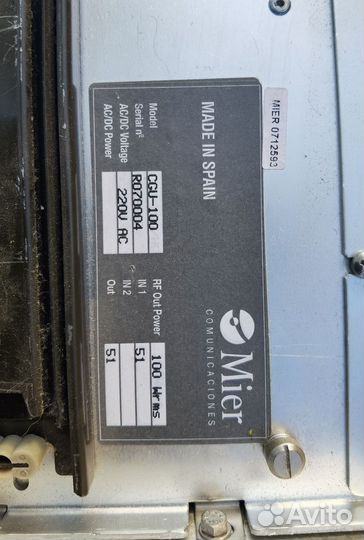 MIER 0712593
MADE IN SPAIN
Mier
COMUNICACIONES
Model CGU-100
Serial nº R070004
AC/DC Voltage 220V AC
AC/DC Power
RF Out Power 100 Wrms
IN 1 51
IN 2
Out 51
Avito